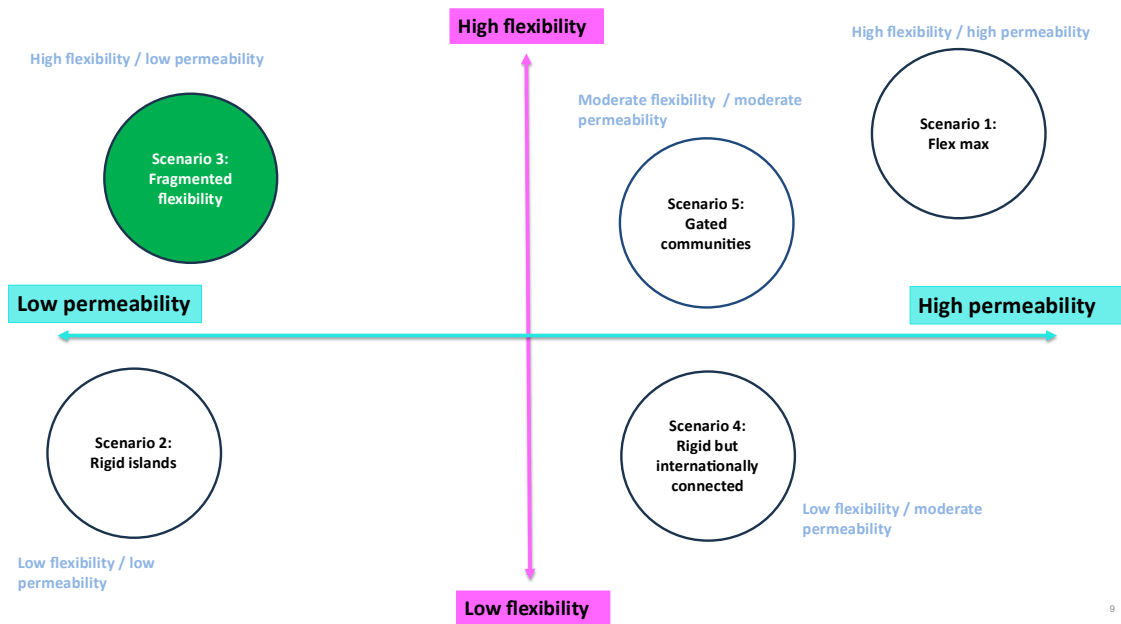 High flexibility
High flexibility / high permeability
High flexibility / low permeability
Moderate flexibility / moderate
permeability
Scenario 1:
Flex max
Scenario 3:
Fragmented
flexibility
Scenario 5:
Gated
communities
Low permeability
High permeability
Scenario 2:
Rigid islands
Scenario 4:
Rigid but
internationally
connected
Low flexibility / moderate
permeability
Low flexibility / low
permeability
Low flexibility
9